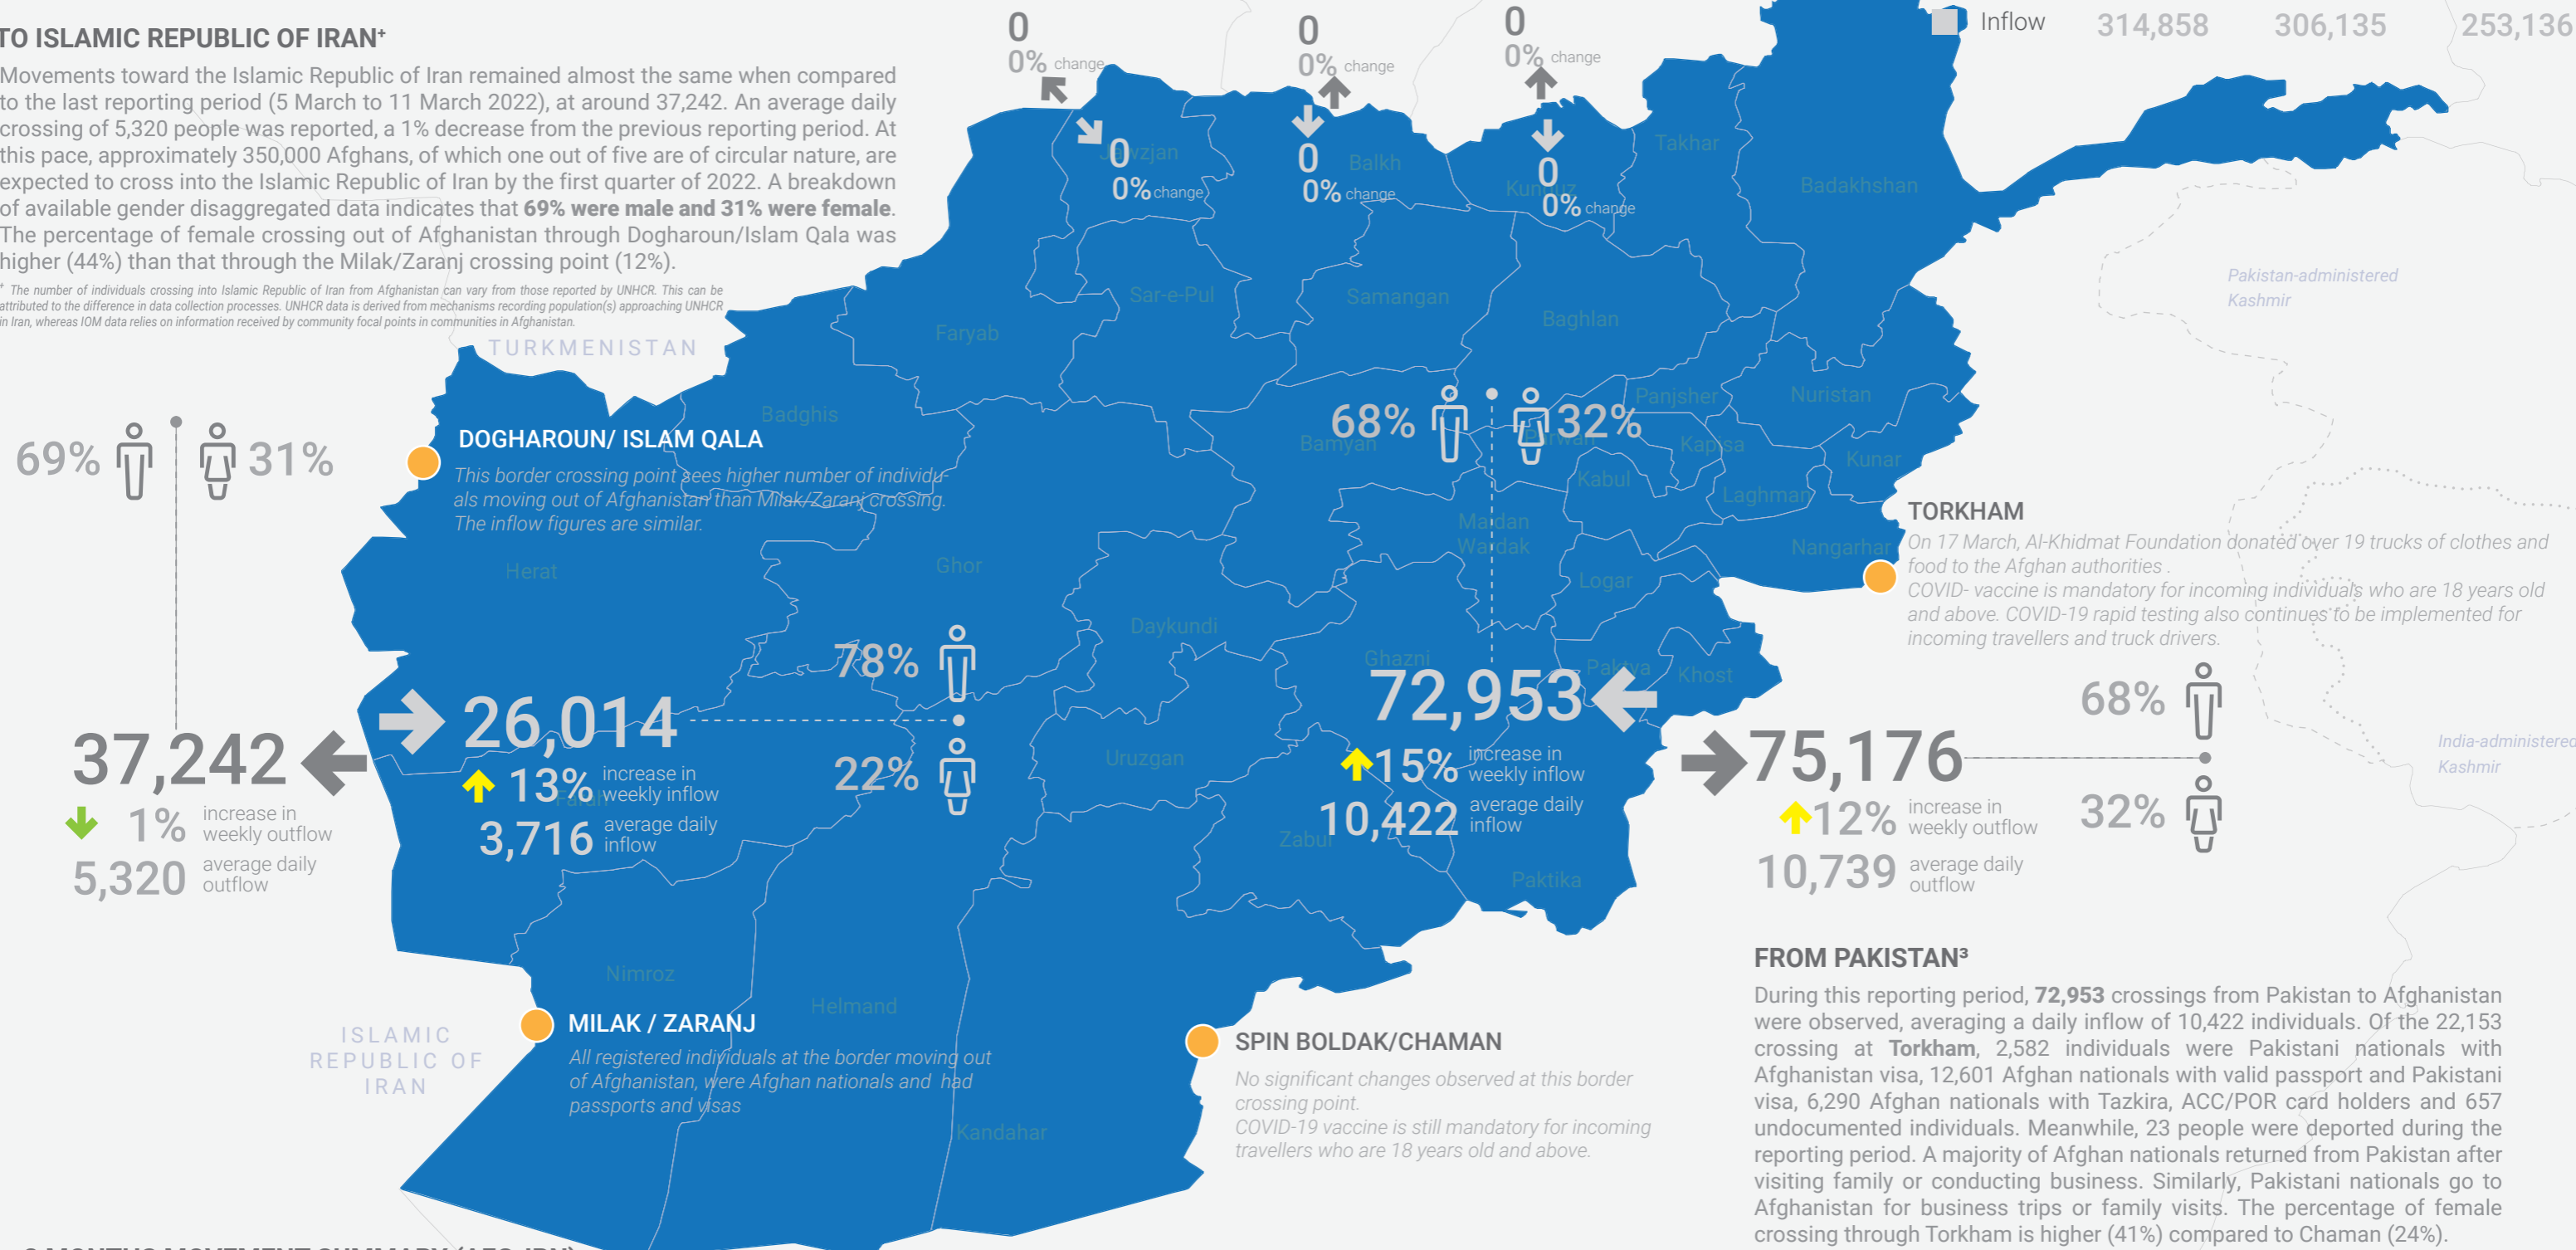 TO ISLAMIC REPUBLIC OF IRAN⁺
Movements toward the Islamic Republic of Iran remained almost the same when compared
to the last reporting period (5 March to 11 March 2022), at around 37,242. An average daily
crossing of 5,320 people was reported, a 1% decrease from the previous reporting period. At
this pace, approximately 350,000 Afghans, of which one out of five are of circular nature, are
expected to cross into the Islamic Republic of Iran by the first quarter of 2022. A breakdown
of available gender disaggregated data indicates that 69% were male and 31% were female.
The percentage of female crossing out of Afghanistan through Dogharoun/Islam Qala was
higher (44%) than that through the Milak/Zaranj crossing point (12%).
⁺ The number of individuals crossing into Islamic Republic of Iran from Afghanistan can vary from those reported by UNHCR. This can be
attributed to the difference in data collection processes. UNHCR data is derived from mechanisms recording population(s) approaching UNHCR
in Iran, whereas IOM data relies on information received by community focal points in communities in Afghanistan.
0
0% change
0
0% change
0
0% change
0
0% change
0
0% change
0
0% change
Inflow 314,858 306,135 253,136
Jawzjan
Balkh
Kunduz
Takhar
Badakhshan
Pakistan-administered
Kashmir
TURKMENISTAN
Faryab
Sar-e-Pul
Samangan
Baghlan
Badghis
Panjsher
Nuristan
Bamyan
Parwan
Kapisa
Kunar
Kabul
Laghman
Maidan
Wardak
Nangarhar
Logar
Herat
Ghor
Daykundi
Ghazni
Paktya
Khost
Uruzgan
Farah
Zabul
Paktika
69% 31%
DOGHAROUN/ ISLAM QALA
This border crossing point sees higher number of individu-
als moving out of Afghanistan than Milak/Zaranj crossing.
The inflow figures are similar.
68% 32%
TORKHAM
On 17 March, Al-Khidmat Foundation donated over 19 trucks of clothes and
food to the Afghan authorities .
COVID- vaccine is mandatory for incoming individuals who are 18 years old
and above. COVID-19 rapid testing also continues to be implemented for
incoming travellers and truck drivers.
37,242
1% increase in
weekly outflow
5,320 average daily
outflow
26,014
13% increase in
weekly inflow
3,716 average daily
inflow
78%
22%
72,953
15% increase in
weekly inflow
10,422 average daily
inflow
75,176
12% increase in
weekly outflow
10,739 average daily
outflow
68%
32%
India-administered
Kashmir
Nimroz
Helmand
Kandahar
ISLAMIC
REPUBLIC OF
IRAN
MILAK / ZARANJ
All registered individuals at the border moving out
of Afghanistan, were Afghan nationals and had
passports and visas
SPIN BOLDAK/CHAMAN
No significant changes observed at this border
crossing point.
COVID-19 vaccine is still mandatory for incoming
travellers who are 18 years old and above.
FROM PAKISTAN³
During this reporting period, 72,953 crossings from Pakistan to Afghanistan
were observed, averaging a daily inflow of 10,422 individuals. Of the 22,153
crossing at Torkham, 2,582 individuals were Pakistani nationals with
Afghanistan visa, 12,601 Afghan nationals with valid passport and Pakistani
visa, 6,290 Afghan nationals with Tazkira, ACC/POR card holders and 657
undocumented individuals. Meanwhile, 23 people were deported during the
reporting period. A majority of Afghan nationals returned from Pakistan after
visiting family or conducting business. Similarly, Pakistani nationals go to
Afghanistan for business trips or family visits. The percentage of female
crossing through Torkham is higher (41%) compared to Chaman (24%).
MONTHS MOVEMENT SUMMARY